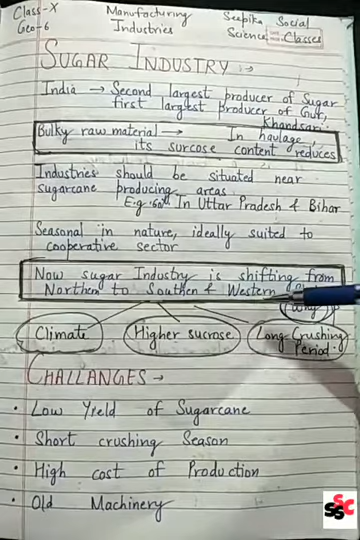 Class-X
Geo-6
Manufacturing
Industries
Seepika Social
Science Classes
SUGAR INDUSTRY :→
India → Second largest producer of Sugar
first largest producer of Gur,
Khandsari
Bulky raw material → In haulage,
its surcose content reduces
Industries should be situated near
sugarcane producing areas
E.g. 60% In Uttar Pradesh & Bihar
Seasonal in nature, ideally suited to
cooperative sector
Now sugar Industry is shifting from
Northern to Southen & Western
Why
Climate
Higher sucrose
Long Crushing
Period.
CHALLANGES →
• Low Yield of Sugarcane
• Short crushing Season
• High cost of Production
• Old Machinery
SSC